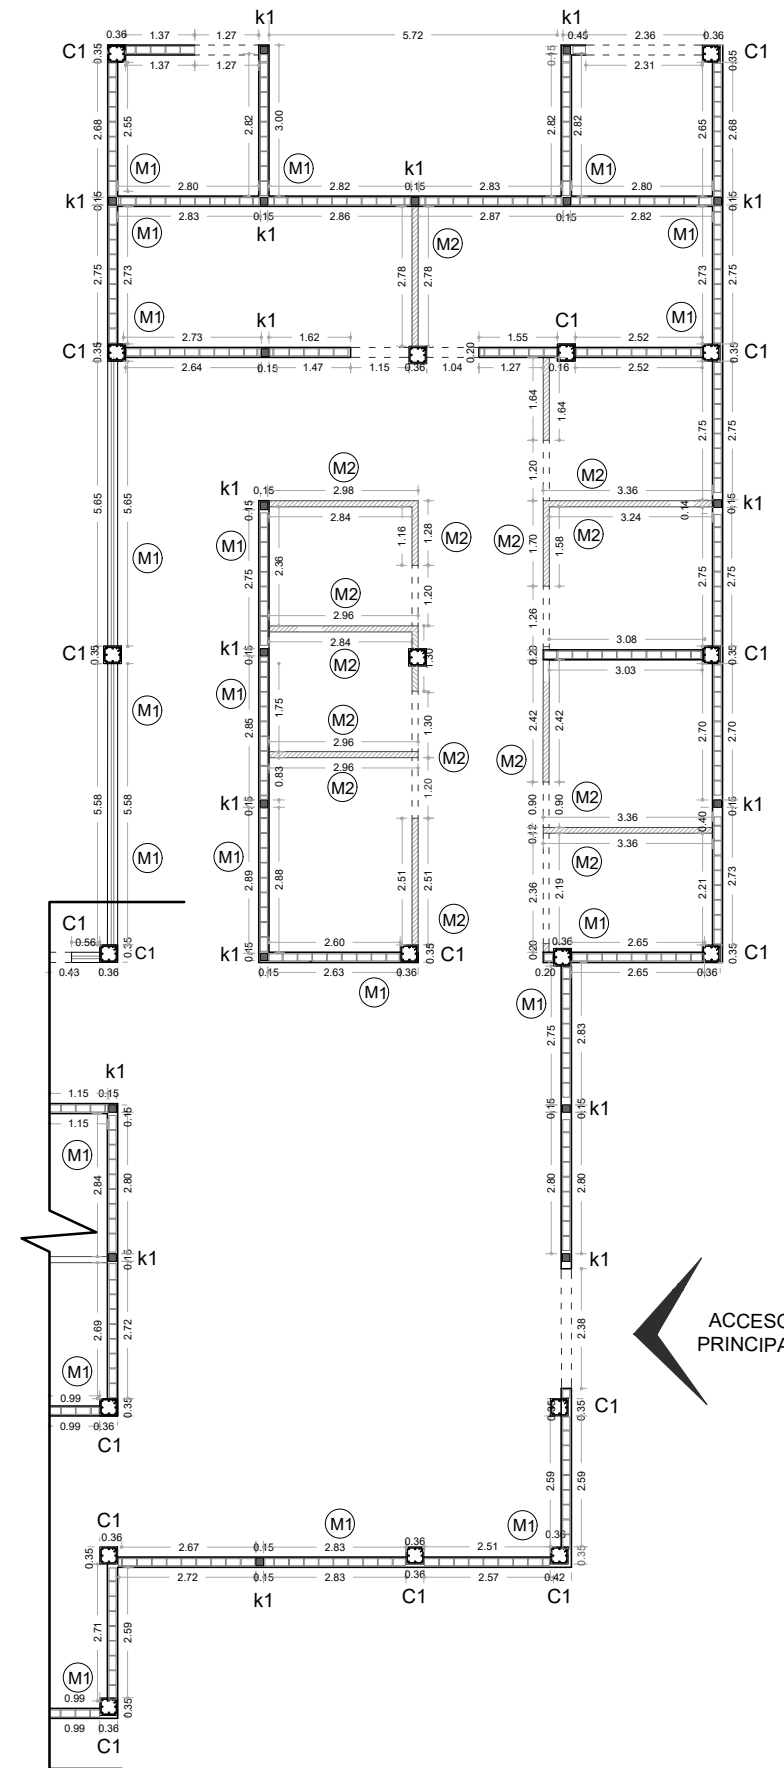 k1 k1
0.36 1.37 1.27 5.72 0.45 2.36 0.36
C1 0.35 0.15 0.35 C1
1.37 1.27 2.31
2.68 2.55 2.82 3.00 2.82 2.82 2.65 2.68
M1 M1 k1 M1
2.80 2.82 0.15 2.83 2.80
k1 0.15 0.15 k1
2.83 0.15 2.86 2.87 0.15 2.82
M1 k1 M2 M1
2.75 2.73 2.78 2.78 2.73 2.75
M1 k1 C1 M1
2.73 1.62 1.55 2.52
C1 0.35 0.20 0.35 C1
2.64 0.15 1.47 1.15 0.36 1.04 1.27 0.16 2.52
1.64 1.64
2.75 2.75
M2 M2
1.20
k1 0.15 2.98 3.36
0.15 0.14 0.15 k1
2.84 3.24
5.65 5.65
M1 M1 2.75 2.36 1.16 1.28 M2 M2 1.70 1.58 M2 2.75 2.75
M2 1.20 1.26
2.96 3.08
C1 0.35 k1 0.15 2.84 1.30 0.20 0.35 C1
M2 3.03
M1 M1 2.85 1.75 2.42 2.42 2.70 2.70
M2 1.30
2.96
0.83 2.96 M2 M2
M2 1.20 M2
5.58 5.58
k1 0.15 0.90 0.90 0.15 k1
3.36 0.40
0.12 3.36
M1 M1 2.89 2.88 2.51 2.51 M2 2.36 2.19 2.21 2.73
C1 M2 M1
0.56 2.60 0.36 2.65
C1 0.35 k1 0.15 0.35 C1 0.20 0.35 C1
0.43 0.36 0.15 2.63 0.36 0.20 2.65 0.36
M1 M1
2.75 2.83
k1
1.15 0.15
0.15 0.15 0.15 k1
1.15
M1
2.84 2.80 2.80 2.80
0.15 k1 k1
2.69 2.72 2.38
ACCESO
PRINCIPA
M1
0.99
0.35 0.35 0.35 C1
0.99 0.36
C1
2.59 2.59
C1 M1 M1
0.36 2.67 0.15 2.83 0.36 2.51 0.36
0.35 0.35
2.72 0.15 2.83 0.36 2.57 0.42
k1 C1 C1
2.71 2.59
M1
0.99
0.35
0.99 0.36
C1